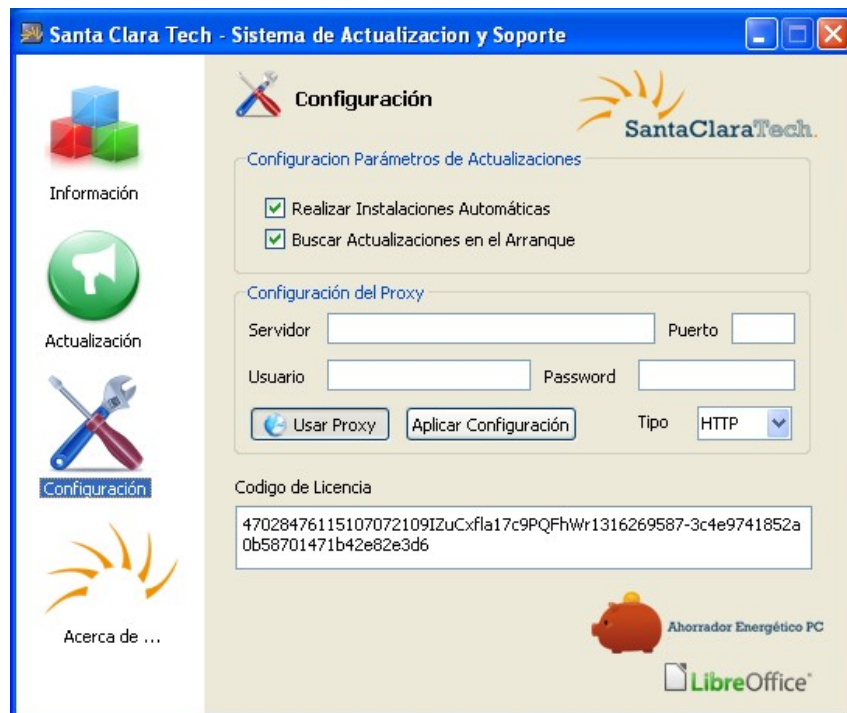 Santa Clara Tech - Sistema de Actualizacion y Soporte
Información
Actualización
Configuración
Acerca de ...
Configuración
SantaClaraTech.
Configuracion Parámetros de Actualizaciones
Realizar Instalaciones Automáticas
Buscar Actualizaciones en el Arranque
Configuración del Proxy
Servidor
Puerto
Usuario
Password
Usar Proxy
Aplicar Configuración
Tipo
HTTP
Codigo de Licencia
47028476115107072109IZuCxfla17c9PQFhWr1316269587-3c4e9741852a
0b58701471b42e82e3d6
Ahorrador Energético PC
LibreOffice